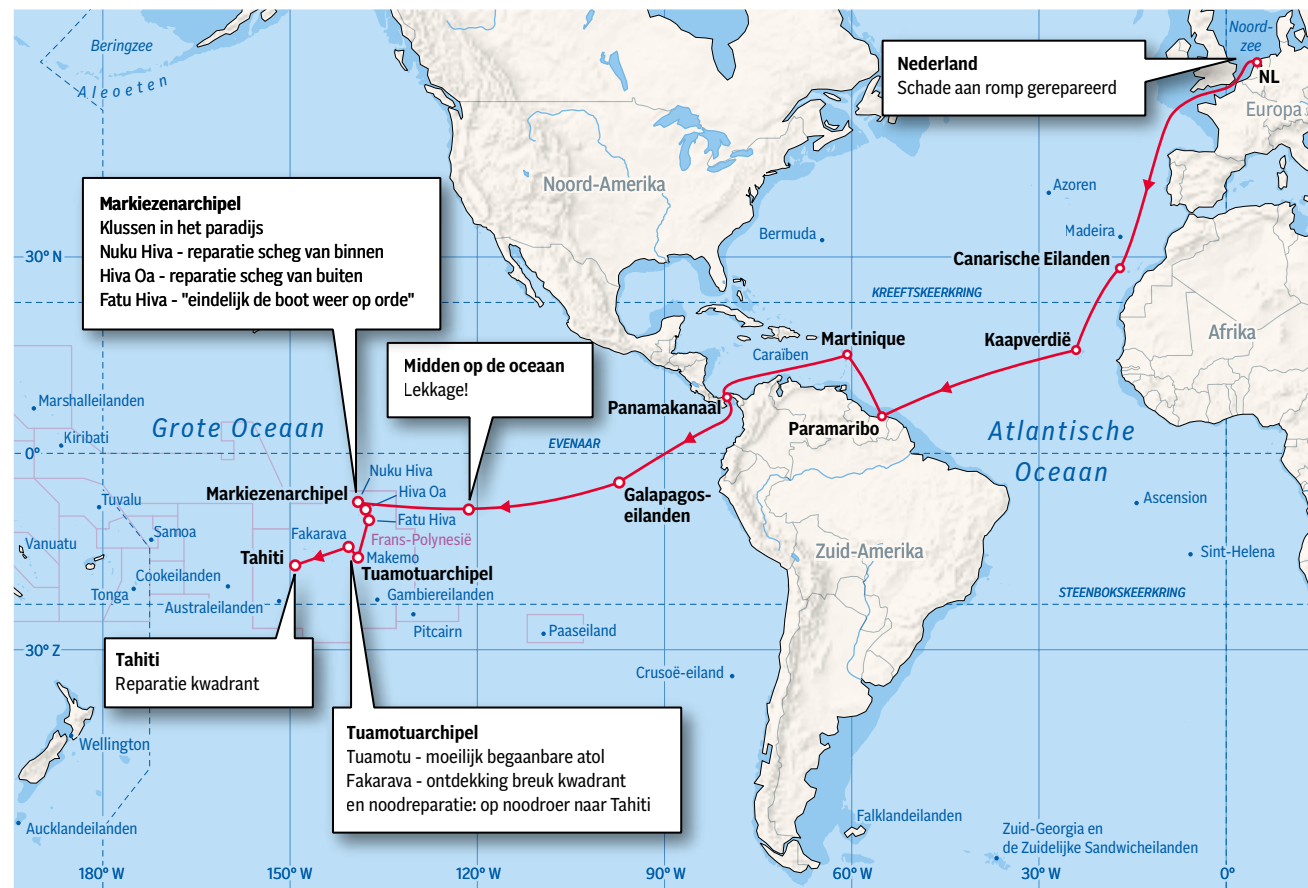 Beringzee
Aleoeten
Noord-
zee
Nederland
Schade aan romp gerepareerd
NL
Europa
Noord-Amerika
Azoren
Markiezenarchipel
Klussen in het paradijs
Nuku Hiva - reparatie scheg van binnen
Hiva Oa - reparatie scheg van buiten
Fatu Hiva - "eindelijk de boot weer op orde"
Bermuda
Madeira
30° N
Canarische Eilanden
KREEFTSKEERKRING
Afrika
Martinique
Kaapverdië
Caraïben
Midden op de oceaan
Lekkage!
Marshalleilanden
Panamakanaal
Paramaribo
Grote Oceaan
Kiribati
EVENAAR
Atlantische
Oceaan
0°
Nuku Hiva
Markiezenarchipel
Hiva Oa
Galapagos-
eilanden
Tuvalu
Ascension
Fatu Hiva
Samoa
Fakarava
Frans-Polynesië
Vanuatu
Zuid-Amerika
Sint-Helena
Tahiti
Makemo
Tuamotuarchipel
Cookeilanden
Tonga
Gambiereilanden
STEENBOKSKEERKRING
Australeilanden
Pitcairn
Paaseiland
30° Z
Tahiti
Reparatie kwadrant
Crusoë-eiland
Tuamotuarchipel
Tuamotu - moeilijk begaanbare atol
Fakarava - ontdekking breuk kwadrant
en noodreparatie: op noodroer naar Tahiti
Wellington
Aucklandeilanden
Falklandeilanden
Zuid-Georgia en
de Zuidelijke Sandwicheilanden
180° W
150° W
120° W
90° W
60° W
30° W
0°